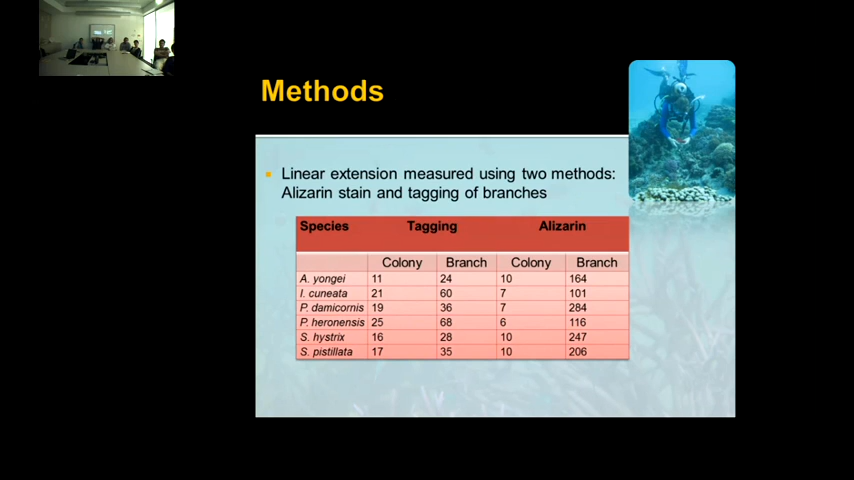 Methods
Linear extension measured using two methods:
Alizarin stain and tagging of branches
Species Tagging Alizarin
Colony Branch Colony Branch
A. yongei 11 24 10 164
I. cuneata 21 60 7 101
P. damicornis 19 36 7 284
P. heronensis 25 68 6 116
S. hystrix 16 28 10 247
S. pistillata 17 35 10 206